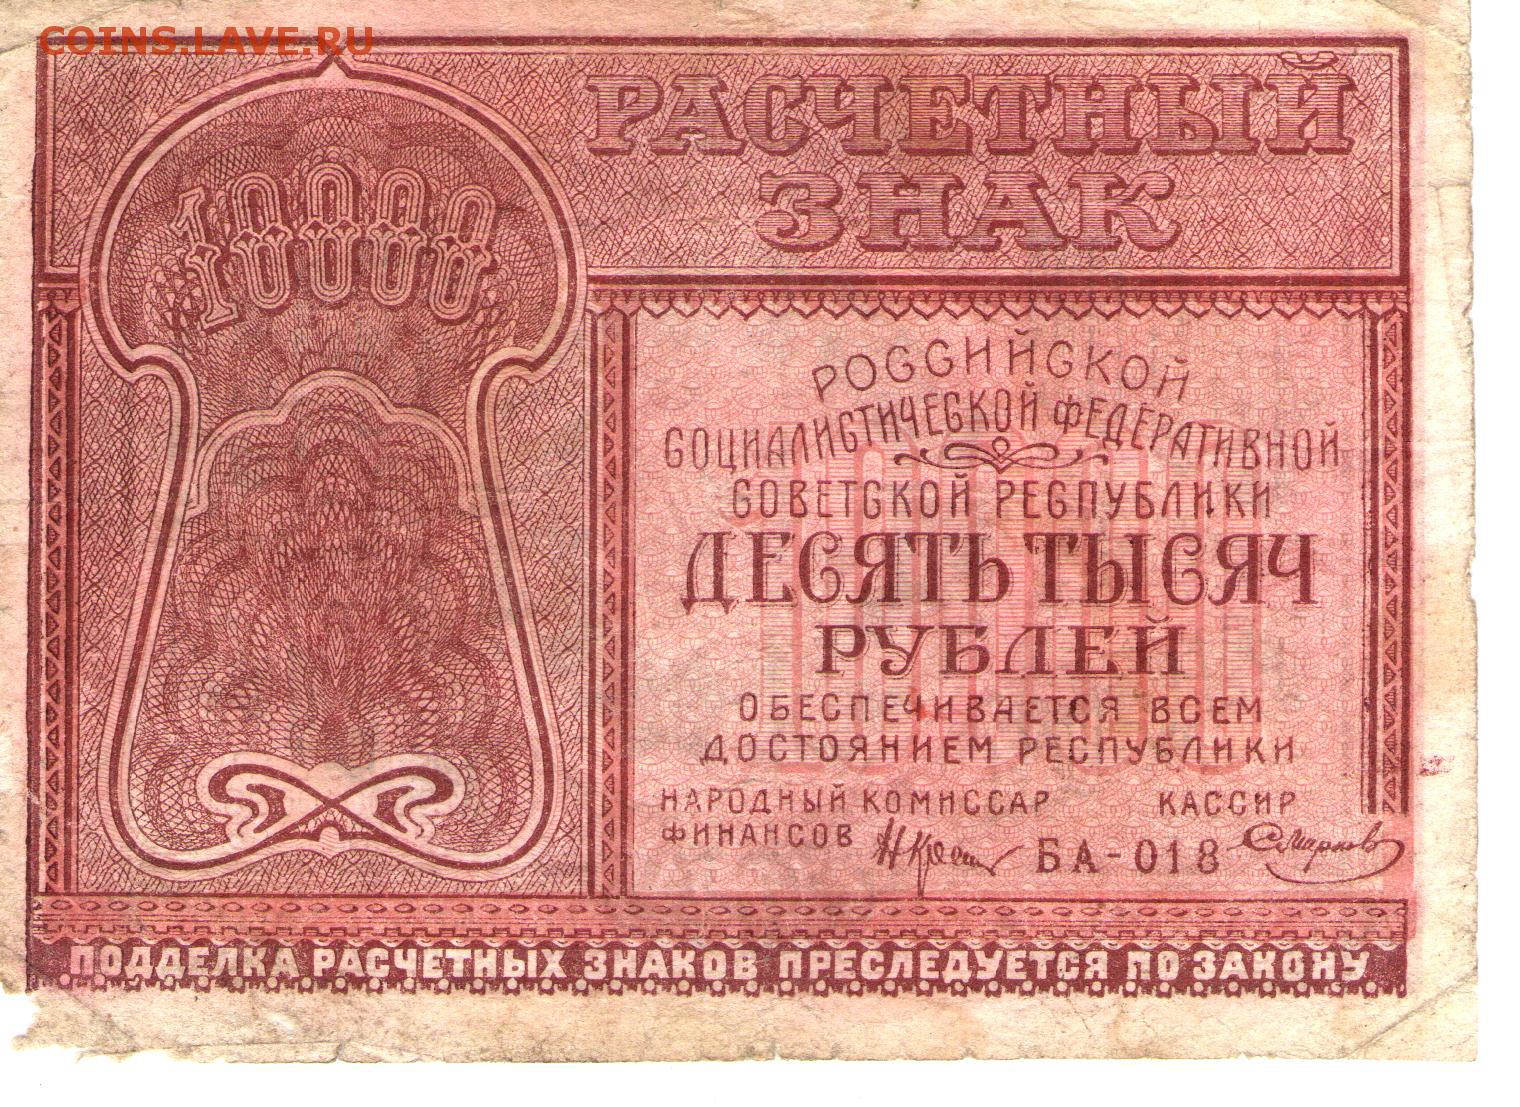 COINS.LAVE.RU
РАСЧЕТНЫЙ
ЗНАК
10000
10000
РОССИЙСКОЙ
СОЦИАЛИСТИЧЕСКОЙ ФЕДЕРАТИВНОЙ
СОВЕТСКОЙ РЕСПУБЛИКИ
ДЕСЯТЬ ТЫСЯЧ
РУБЛЕЙ
ОБЕСПЕЧИВАЕТСЯ ВСЕМ
ДОСТОЯНИЕМ РЕСПУБЛИКИ
НАРОДНЫЙ КОМИССАР КАССИР
ФИНАНСОВ БА-018
ПОДДЕЛКА РАСЧЕТНЫХ ЗНАКОВ ПРЕСЛЕДУЕТСЯ ПО ЗАКОНУ